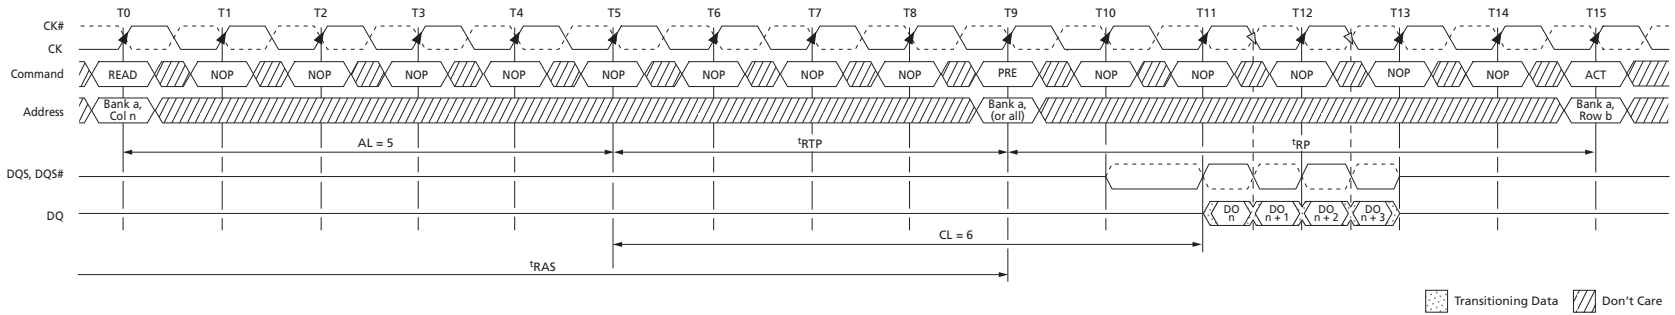 T0 T1 T2 T3 T4 T5 T6 T7 T8 T9 T10 T11 T12 T13 T14 T15
CK#
CK
Command READ NOP NOP NOP NOP NOP NOP NOP NOP PRE NOP NOP NOP NOP NOP ACT
Address Bank a, Col n Bank a, (or all) Bank a, Row b
AL = 5 tRTP tRP
DQS, DQS#
DQ DO n DO n + 1 DO n + 2 DO n + 3
CL = 6
tRAS
Transitioning Data Don't Care